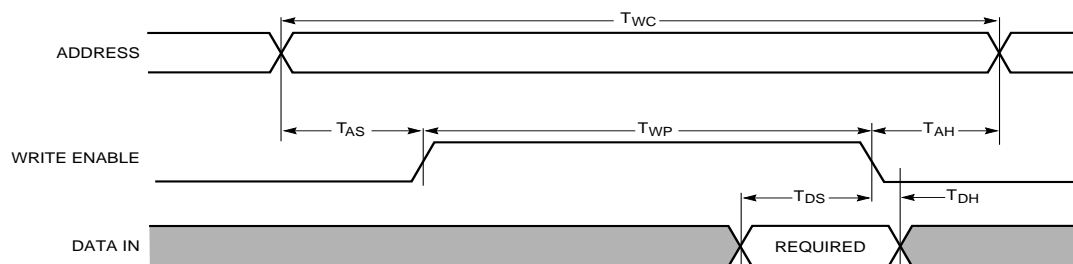 TWC
ADDRESS
TAS
TWP
TAH
WRITE ENABLE
TDS
TDH
DATA IN
REQUIRED